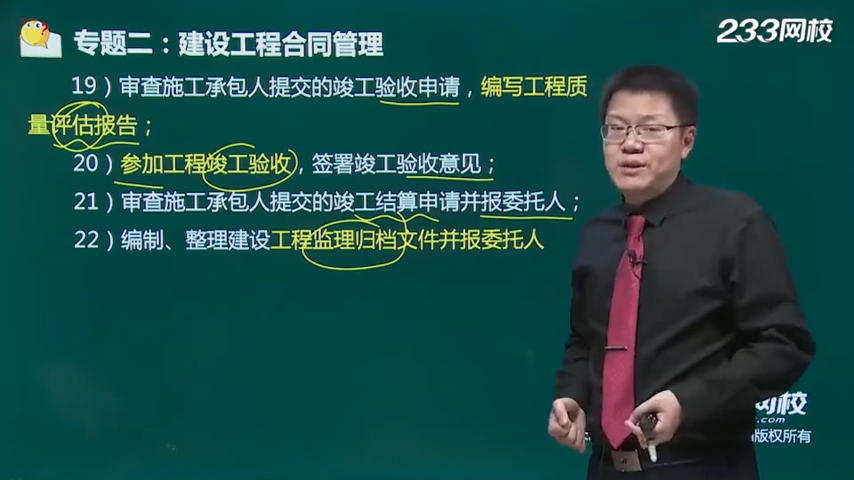 233网校
专题二：建设工程合同管理
19）审查施工承包人提交的竣工验收申请，编写工程质
量评估报告；
20）参加工程竣工验收，签署竣工验收意见；
21）审查施工承包人提交的竣工结算申请并报委托人；
22）编制、整理建设工程监理归档文件并报委托人
网校
.com
版权所有